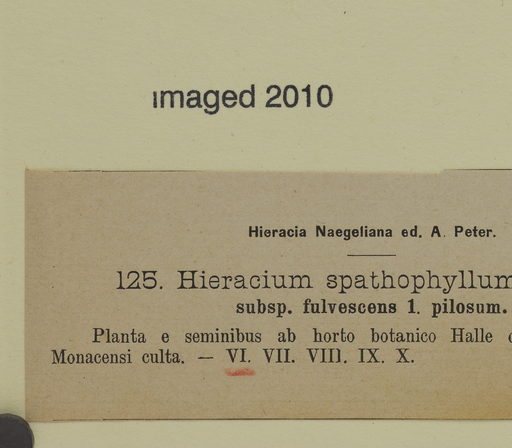 imaged 2010
Hieracia Naegeliana ed. A. Peter.
125. Hieracium spathophyllum
subsp. fulvescens 1. pilosum.
Planta e seminibus ab horto botanico Halle
Monacensi culta. — VI. VII. VIII. IX. X.